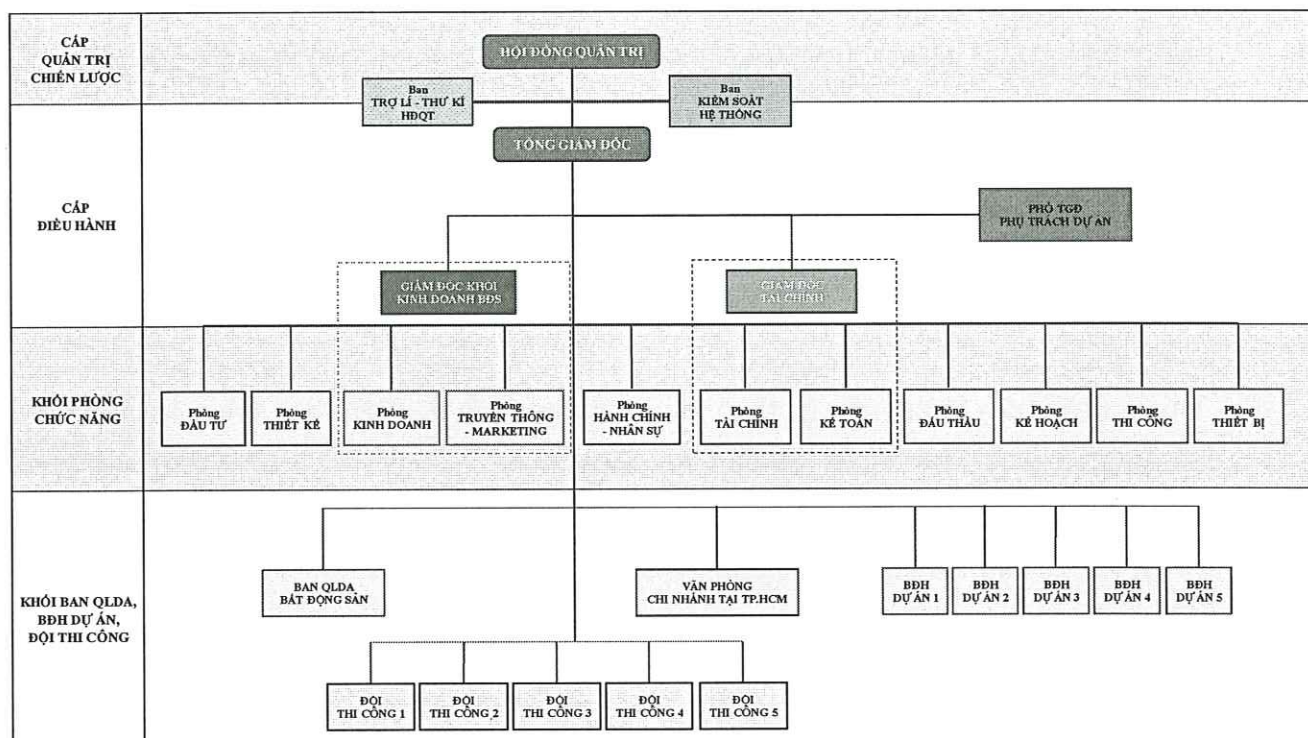 CẤP
QUẢN TRỊ
CHIẾN LƯỢC
HỘI ĐỒNG QUẢN TRỊ
Ban
TRỢ LÍ - THƯ KÍ
HĐQT
Ban
KIỂM SOÁT
HỆ THỐNG
CẤP
ĐIỀU HÀNH
TỔNG GIÁM ĐỐC
PHÓ TGĐ
PHỤ TRÁCH DỰ ÁN
GIÁM ĐỐC KHỐI
KINH DOANH BĐS
GIÁM ĐỐC
TÀI CHÍNH
KHỐI PHÒNG
CHỨC NĂNG
Phòng
ĐẦU TƯ
Phòng
THIẾT KẾ
Phòng
KINH DOANH
Phòng
TRUYỀN THÔNG
- MARKETING
Phòng
HÀNH CHÍNH
- NHÂN SỰ
Phòng
TÀI CHÍNH
Phòng
KẾ TOÁN
Phòng
ĐẤU THẦU
Phòng
KẾ HOẠCH
Phòng
THI CÔNG
Phòng
THIẾT BỊ
KHỐI BAN QLDA,
BĐH DỰ ÁN,
ĐỘI THI CÔNG
BAN QLDA
BẤT ĐỘNG SẢN
VĂN PHÒNG
CHI NHÁNH TẠI TP.HCM
BĐH
DỰ ÁN 1
BĐH
DỰ ÁN 2
BĐH
DỰ ÁN 3
BĐH
DỰ ÁN 4
BĐH
DỰ ÁN 5
ĐỘI
THI CÔNG 1
ĐỘI
THI CÔNG 2
ĐỘI
THI CÔNG 3
ĐỘI
THI CÔNG 4
ĐỘI
THI CÔNG 5